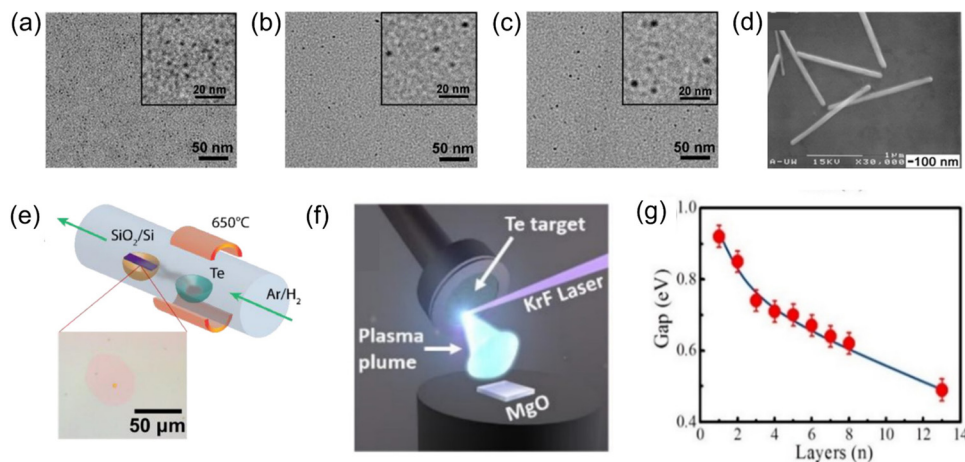 (a)
20 nm
50 nm
(b)
20 nm
50 nm
(c)
20 nm
50 nm
(d)
1µm
A-UW 15KV X30,000 100 nm
(e)
650°C
SiO2/Si
Te
Ar/H2
50 µm
(f)
Te target
KrF Laser
Plasma
plume
MgO
(g)
Gap (eV)
1.0
0.8
0.6
0.4
0 2 4 6 8 10 12 14
Layers (n)